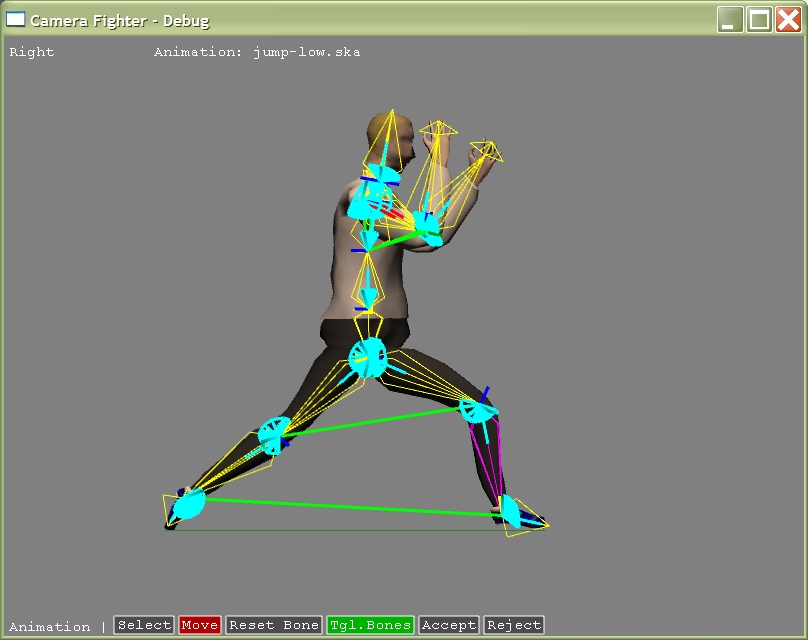 Camera Fighter - Debug
Right Animation: jump-low.ska
Animation | Select Move Reset Bone Tgl.Bones Accept Reject